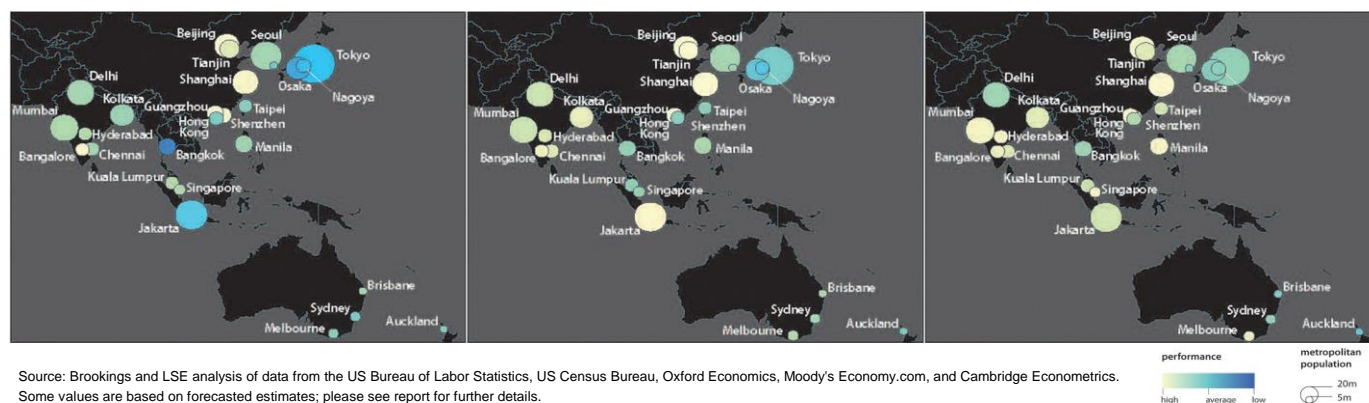 Beijing
Seoul
Tokyo
Tianjin
Shanghai
Osaka
Nagoya
Delhi
Kolkata
Guangzhou
Taipei
Mumbai
Hong
Kong
Shenzhen
Hyderabad
Bangalore
Chennai
Bangkok
Manila
Kuala Lumpur
Singapore
Jakarta
Brisbane
Sydney
Melbourne
Auckland
Beijing
Seoul
Tokyo
Tianjin
Shanghai
Osaka
Nagoya
Delhi
Kolkata
Guangzhou
Taipei
Mumbai
Hong
Kong
Shenzhen
Hyderabad
Bangalore
Chennai
Bangkok
Manila
Kuala Lumpur
Singapore
Jakarta
Brisbane
Sydney
Melbourne
Auckland
Beijing
Seoul
Tokyo
Tianjin
Shanghai
Osaka
Nagoya
Delhi
Kolkata
Guangzhou
Taipei
Mumbai
Hong
Kong
Shenzhen
Hyderabad
Bangalore
Chennai
Bangkok
Manila
Kuala Lumpur
Singapore
Jakarta
Brisbane
Sydney
Melbourne
Auckland
Source: Brookings and LSE analysis of data from the US Bureau of Labor Statistics, US Census Bureau, Oxford Economics, Moody's Economy.com, and Cambridge Econometrics.
Some values are based on forecasted estimates; please see report for further details.
performance
high average low
metropolitan
population
20m
5m